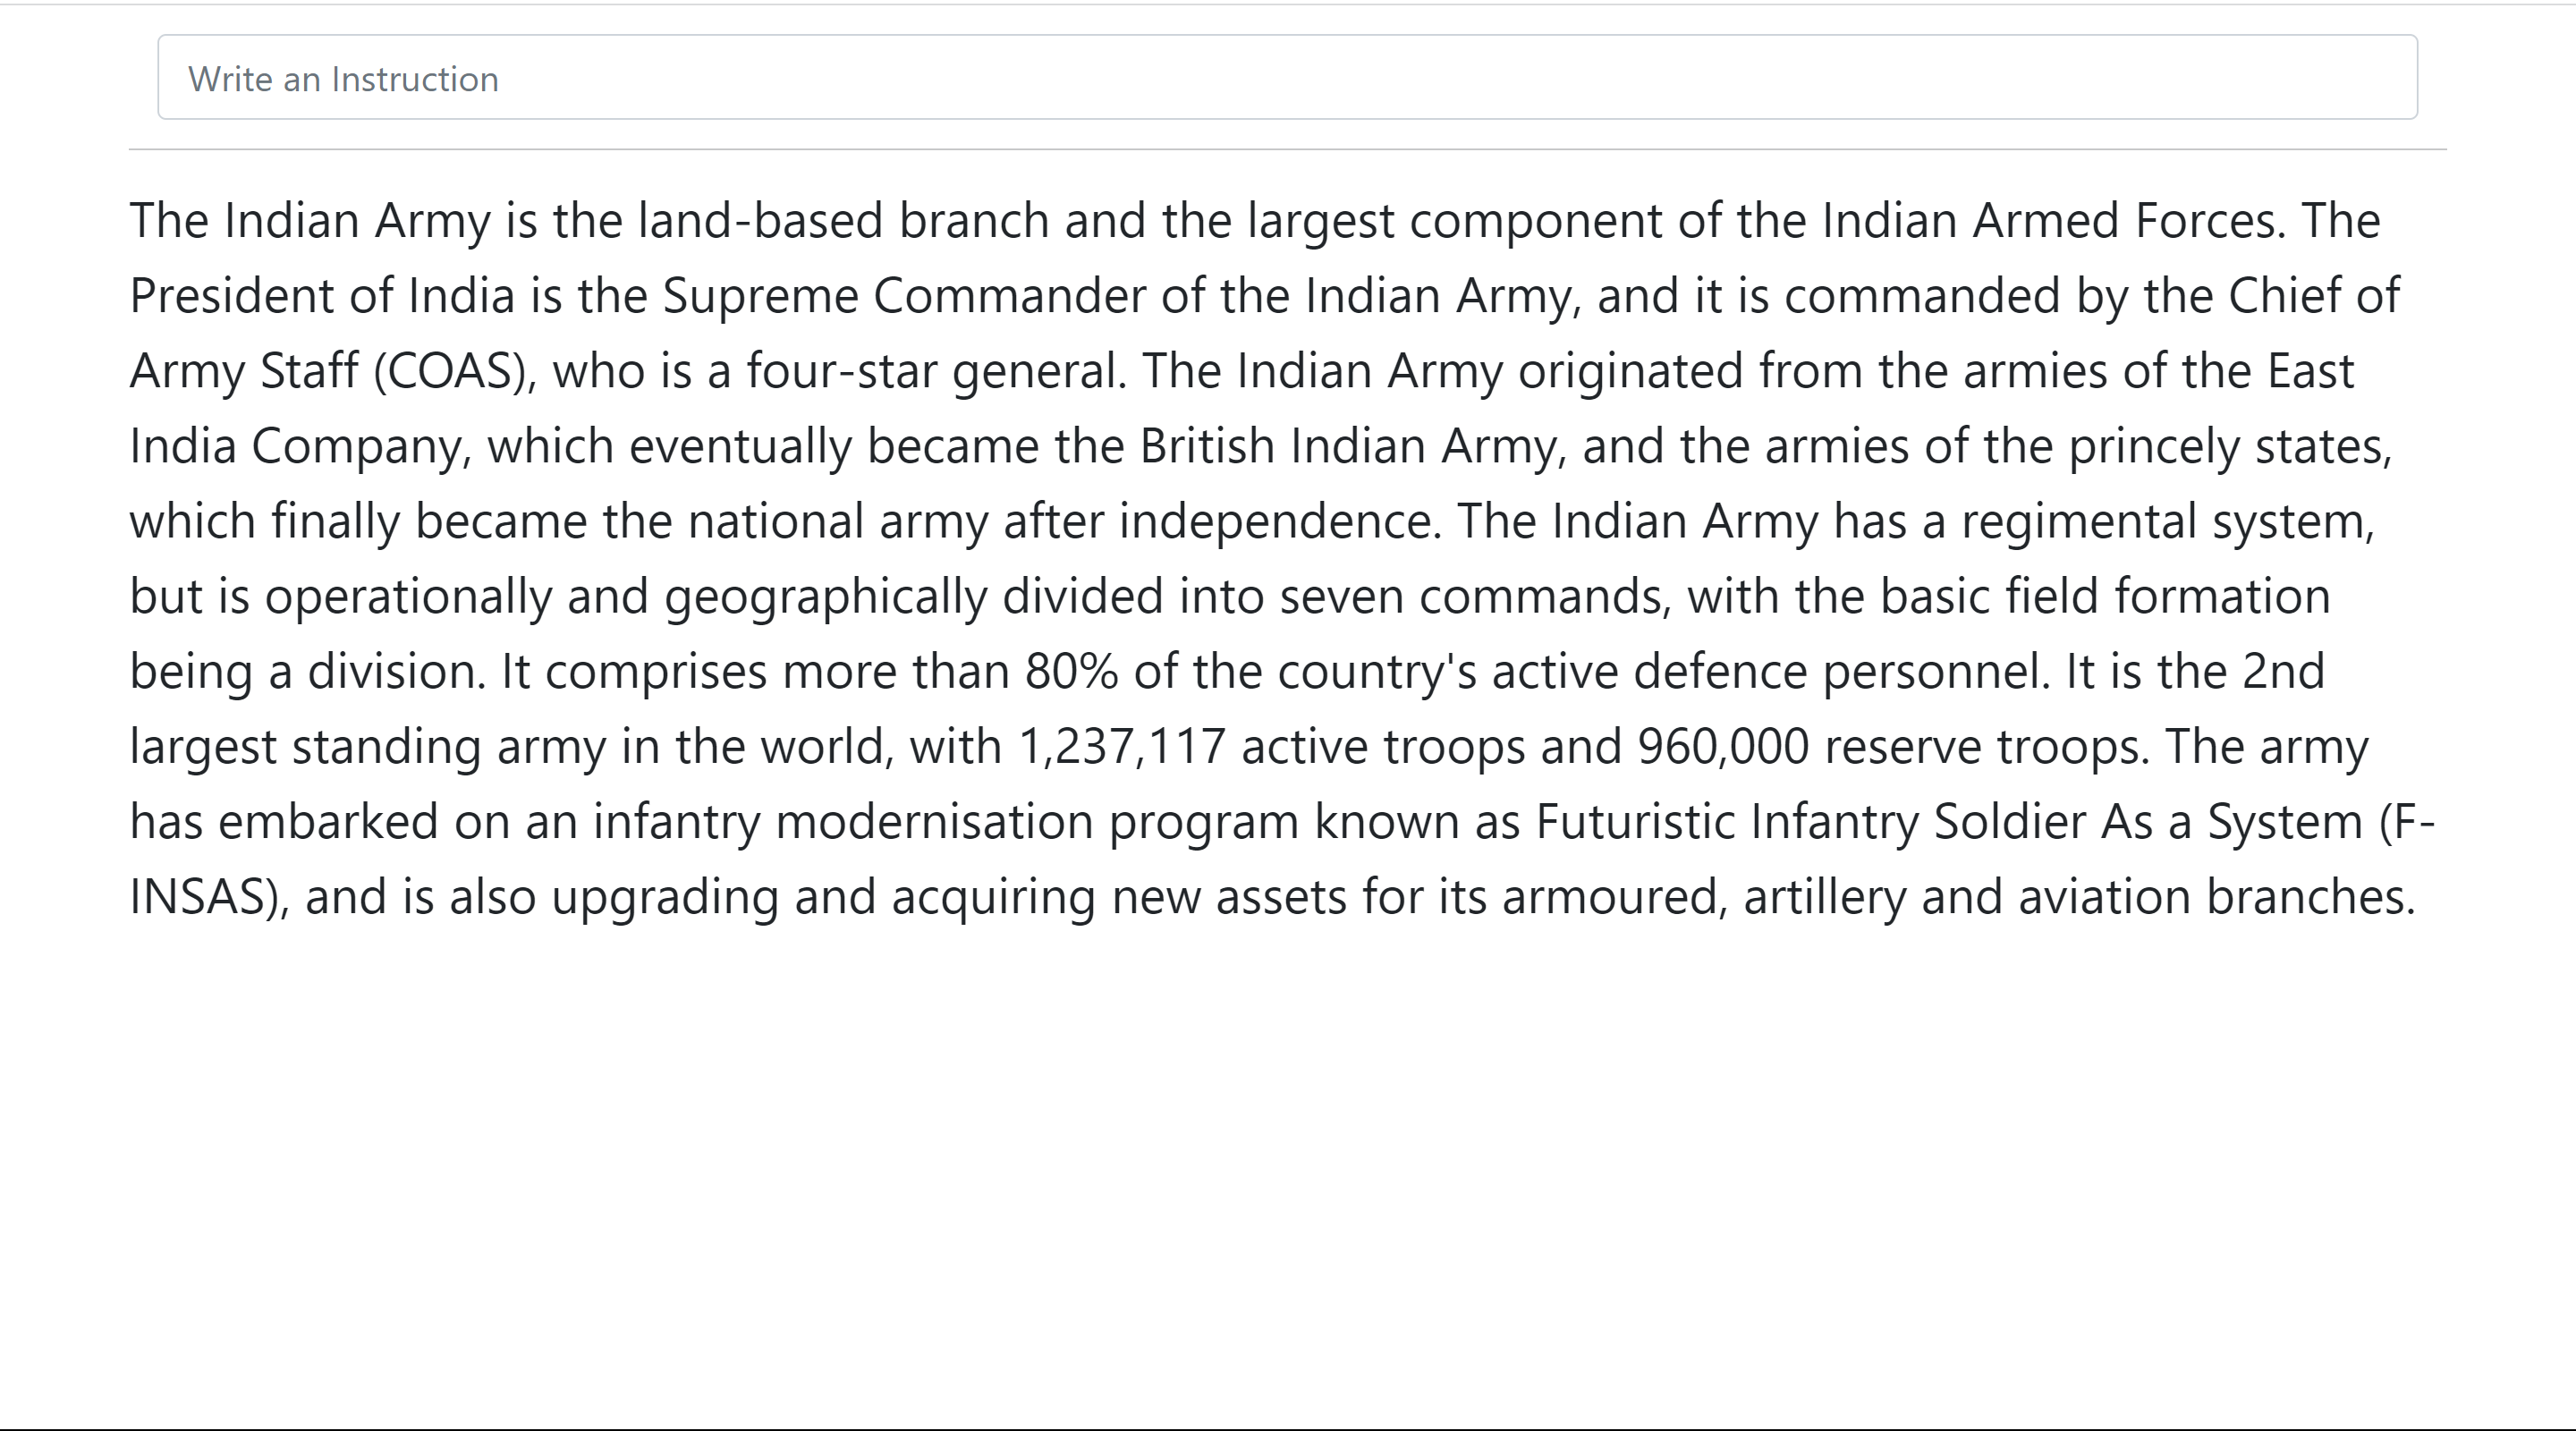 Write an Instruction
The Indian Army is the land-based branch and the largest component of the Indian Armed Forces. The
President of India is the Supreme Commander of the Indian Army, and it is commanded by the Chief of
Army Staff (COAS), who is a four-star general. The Indian Army originated from the armies of the East
India Company, which eventually became the British Indian Army, and the armies of the princely states,
which finally became the national army after independence. The Indian Army has a regimental system,
but is operationally and geographically divided into seven commands, with the basic field formation
being a division. It comprises more than 80% of the country's active defence personnel. It is the 2nd
largest standing army in the world, with 1,237,117 active troops and 960,000 reserve troops. The army
has embarked on an infantry modernisation program known as Futuristic Infantry Soldier As a System (F-
INSAS), and is also upgrading and acquiring new assets for its armoured, artillery and aviation branches.